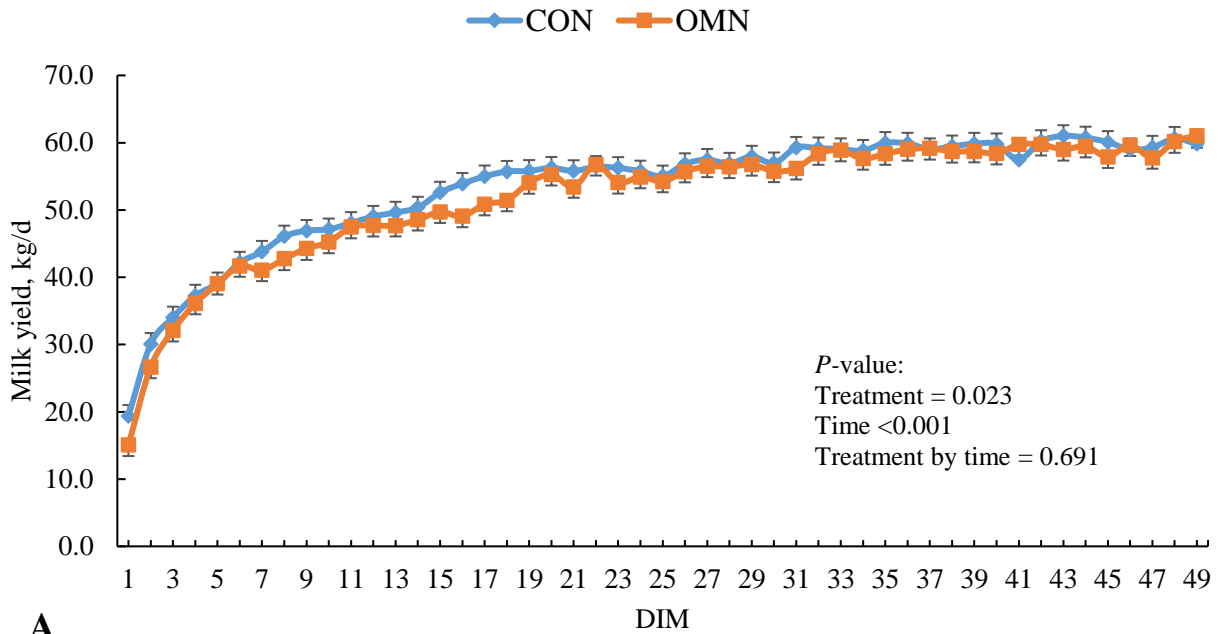 CON OMN
70.0
60.0
50.0
40.0
30.0
20.0
10.0
0.0
Milk yield, kg/d
P-value:
Treatment = 0.023
Time <0.001
Treatment by time = 0.691
1 3 5 7 9 11 13 15 17 19 21 23 25 27 29 31 33 35 37 39 41 43 45 47 49
DIM
A